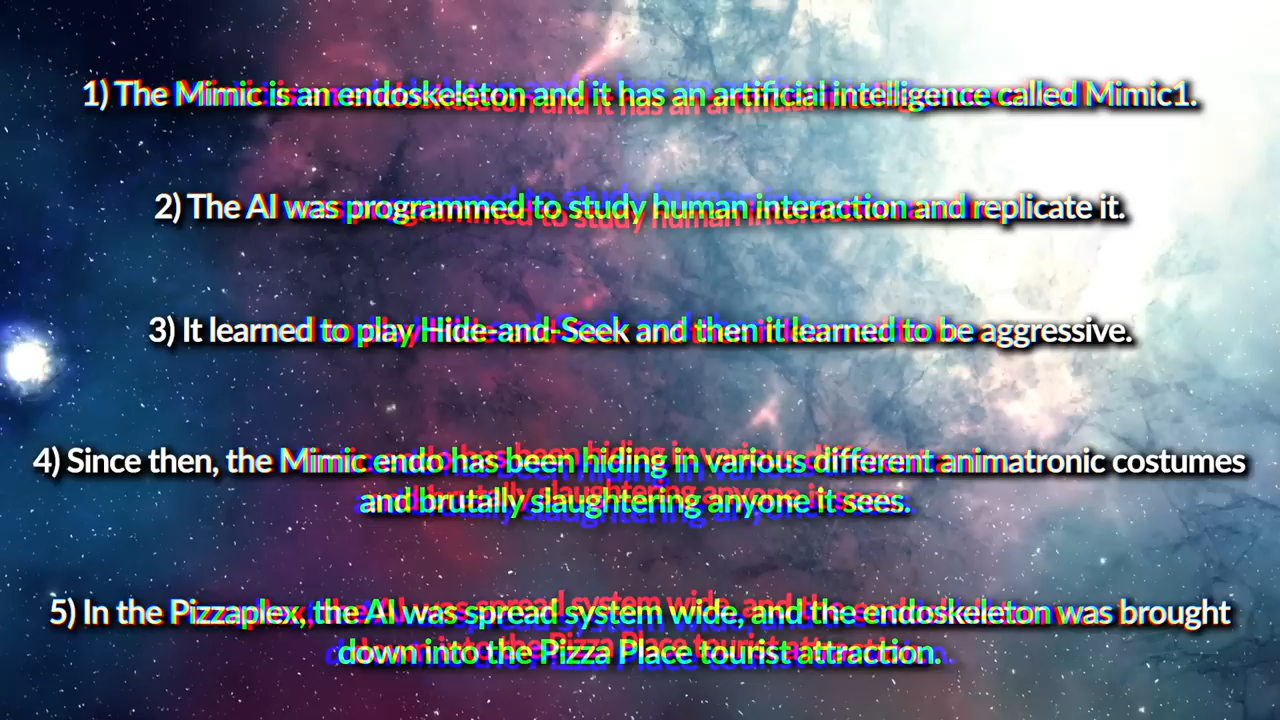 1) The Mimic is an endoskeleton and it has an artificial intelligence called Mimic1.
2) The AI was programmed to study human interaction and replicate it.
3) It learned to play Hide-and-Seek and then it learned to be aggressive.
4) Since then, the Mimic endo has been hiding in various different animatronic costumes
and brutally slaughtering anyone it sees.
5) In the Pizzaplex, the AI was spread system wide, and the endoskeleton was brought
down into the Pizza Place tourist attraction.